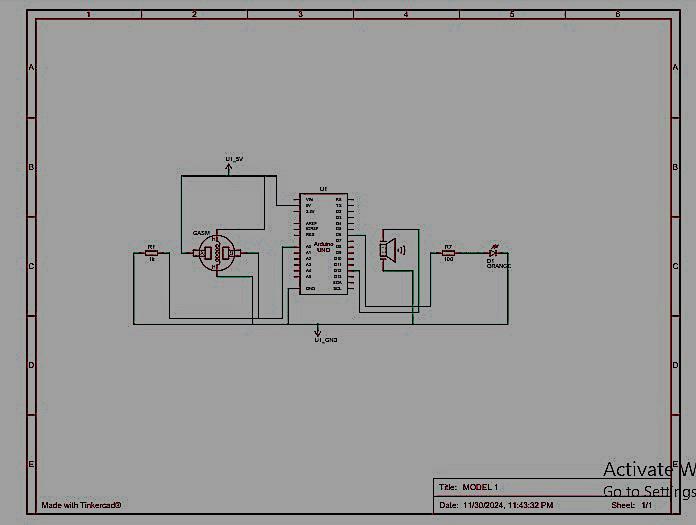 1 2 3 4 5 6
A A
B B
C C
D D
E E
U1_5V
U1
VIN
5V
3.3V
AREF
IOREF
RES
A0
A1
A2
A3
A4
A5
GND
Arduino
UNO
RX
TX
D2
D3
D4
D5
D6
D7
D8
D9
D10
D11
D12
D13
SDA
SCL
GAS1
R1
1k
R7
100
D1
ORANGE
U1_GND
Activate W
Go to Settings
Title: MODEL 1
Made with Tinkercad®
Date: 11/30/2024, 11:43:32 PM Sheet: 1/1